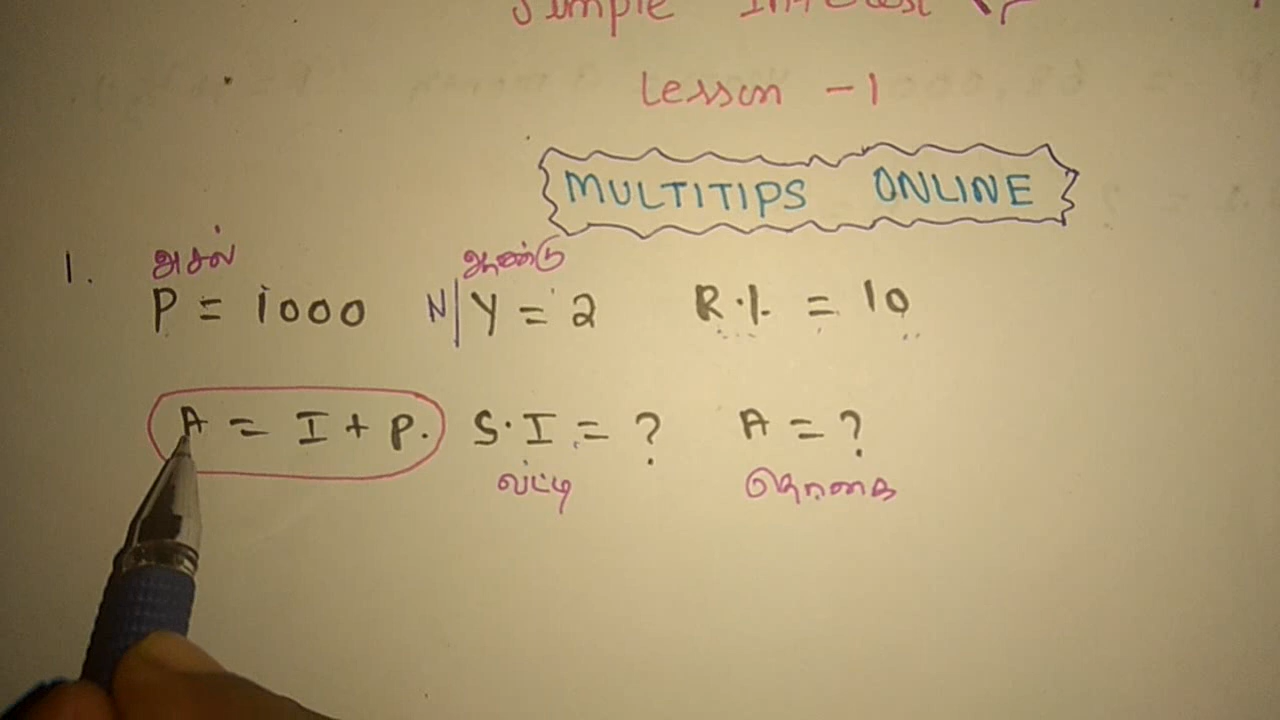 Simple Interest
Lesson - 1
MULTITIPS ONLINE
அசல் ஆண்டு
1. P = 1000 N/Y = 2 R.%. = 10
A = I + P. S.I = ? A = ?
வட்டி தொகை